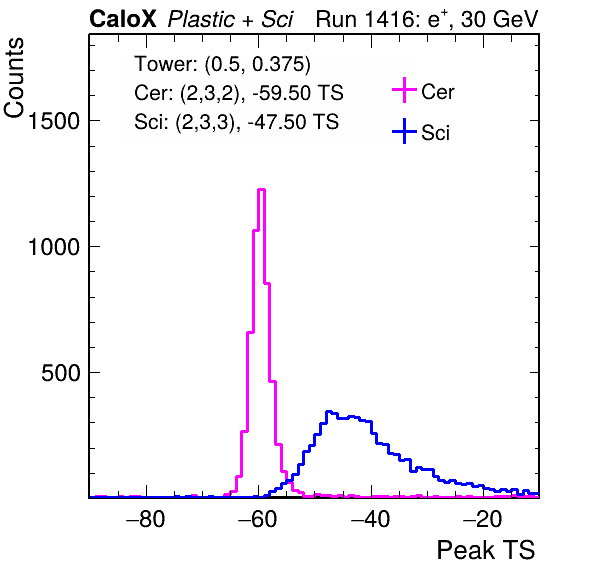 CaloX Plastic + Sci Run 1416: e⁺, 30 GeV
Tower: (0.5, 0.375)
Cer: (2,3,2), -59.50 TS
Sci: (2,3,3), -47.50 TS
Cer
Sci
Counts
1500
1000
500
−80 −60 −40 −20
Peak TS